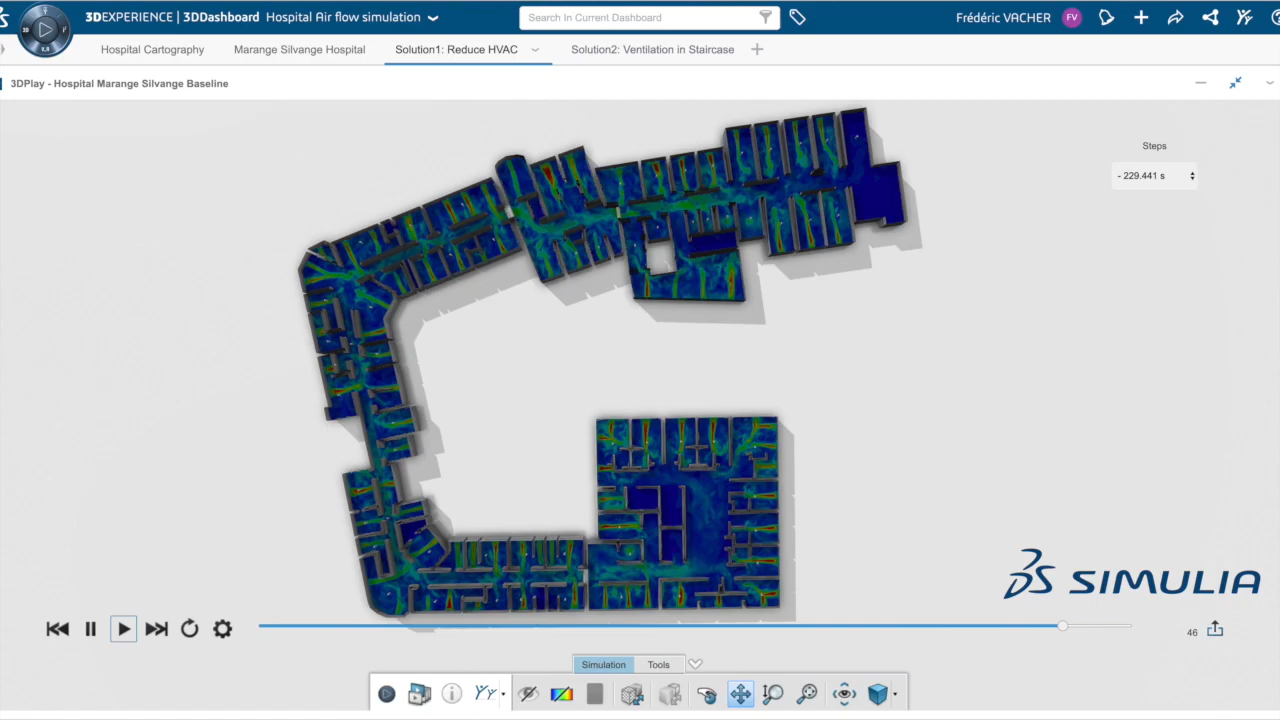 3DEXPERIENCE | 3DDashboard Hospital Air flow simulation
Search In Current Dashboard
Frédéric VACHER FV
Hospital Cartography
Marange Silvange Hospital
Solution1: Reduce HVAC
Solution2: Ventilation in Staircase
3DPlay - Hospital Marange Silvange Baseline
Steps
- 229.441 s
SIMULIA
46
Simulation
Tools